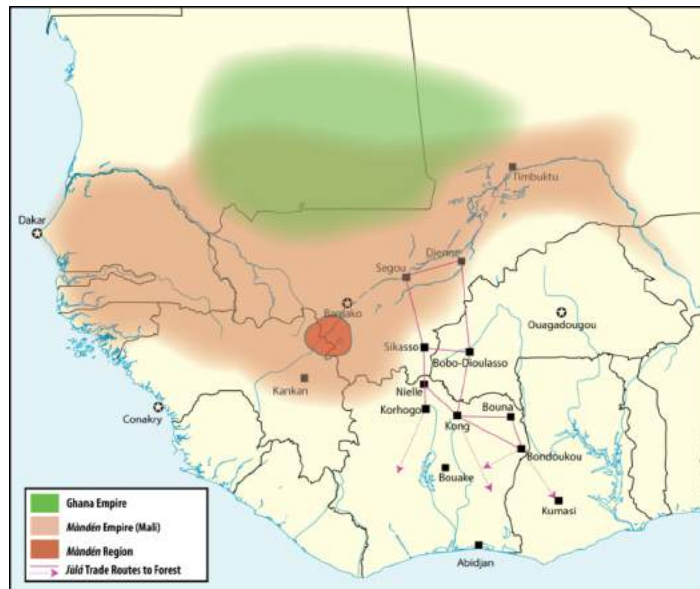 Timbuktu
Dakar
Djenne
Segou
Bamako
Ouagadougou
Sikasso
Bobo-Dioulasso
Kankan
Nielle
Conakry
Korhogo
Bouna
Kong
Bondoukou
Bouake
Kumasi
Abidjan
Ghana Empire
Màndén Empire (Mali)
Màndén Region
Jùlá Trade Routes to Forest